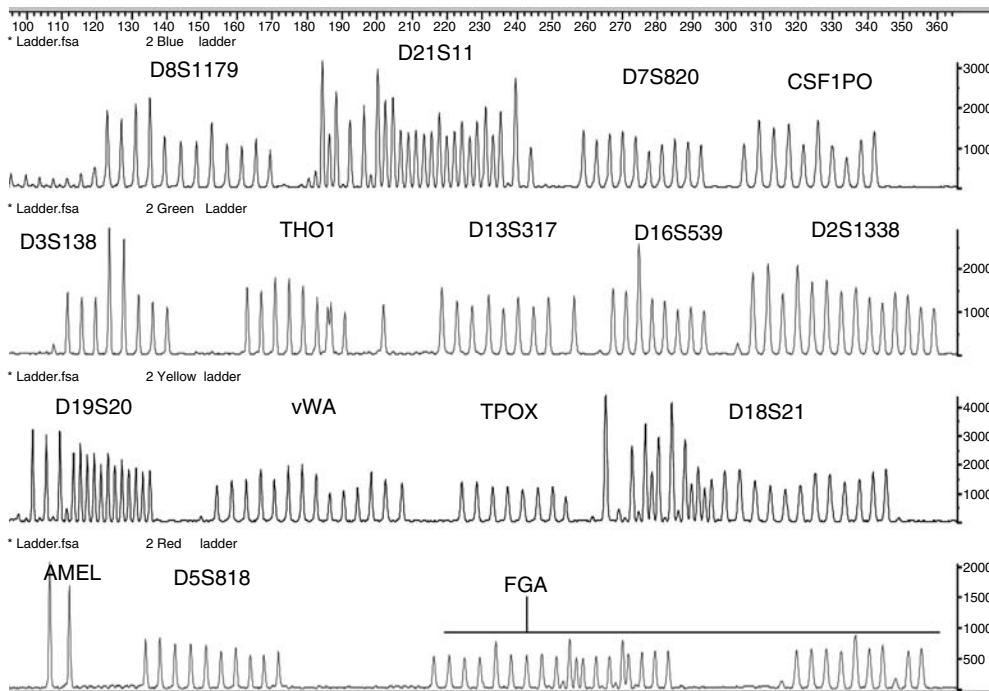 100 110 120 130 140 150 160 170 180 190 200 210 220 230 240 250 260 270 280 290 300 310 320 330 340 350 360
* Ladder.fsa 2 Blue ladder
D8S1179 D21S11 D7S820 CSF1PO
3000
2000
1000
* Ladder.fsa 2 Green Ladder
D3S138 THO1 D13S317 D16S539 D2S1338
2000
1000
* Ladder.fsa 2 Yellow ladder
D19S20 vWA TPOX D18S21
4000
3000
2000
1000
* Ladder.fsa 2 Red ladder
AMEL D5S818 FGA
2000
1500
1000
500